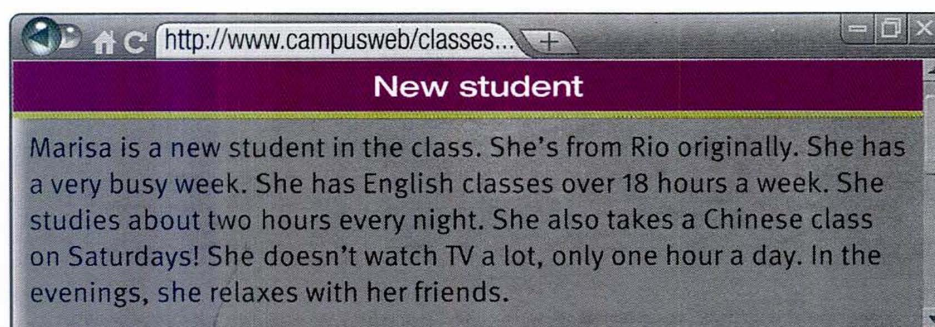 http://www.campusweb/classes...
New student
Marisa is a new student in the class. She's from Rio originally. She has
a very busy week. She has English classes over 18 hours a week. She
studies about two hours every night. She also takes a Chinese class
on Saturdays! She doesn't watch TV a lot, only one hour a day. In the
evenings, she relaxes with her friends.